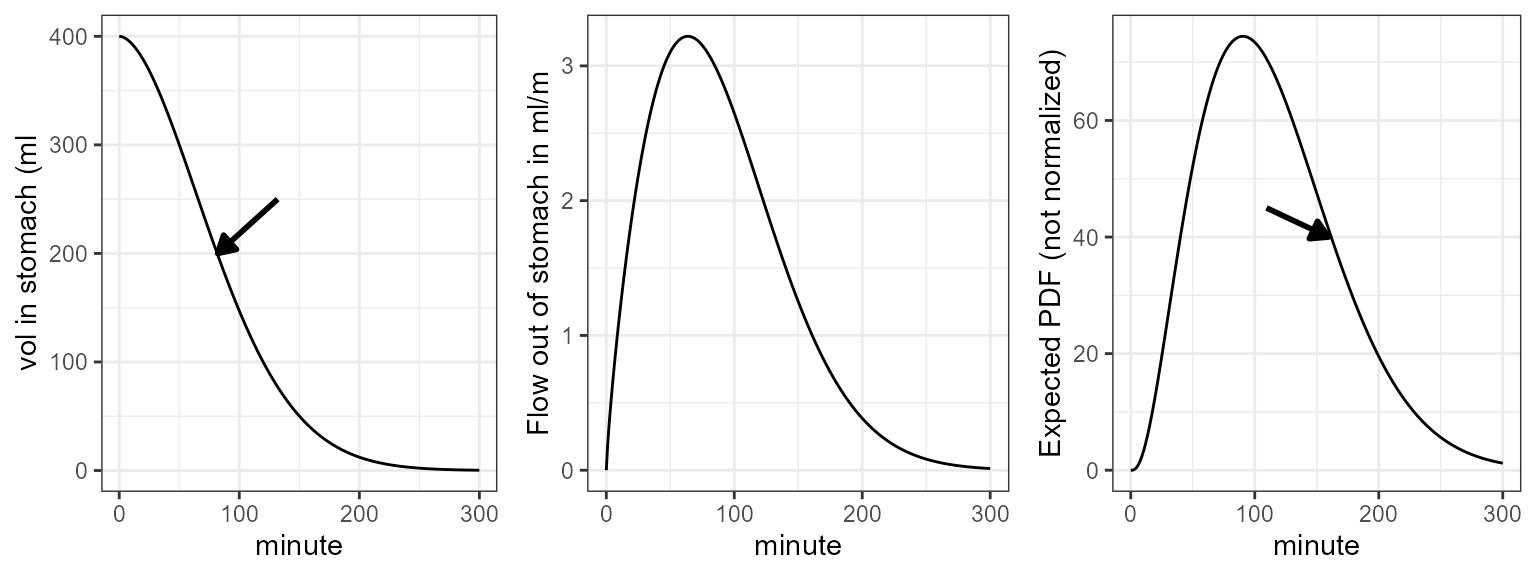 vol in stomach (ml
400
300
200
100
0
0 100 200 300
minute
Flow out of stomach in ml/m
3
2
1
0
0 100 200 300
minute
Expected PDF (not normalized)
60
40
20
0
0 100 200 300
minute